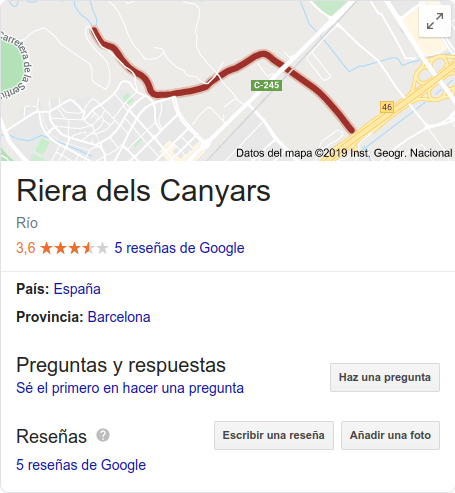 Carretera de la Sentiu
C-245
46
Datos del mapa ©2019 Inst. Geogr. Nacional
Riera dels Canyars
Río
3,6 5 reseñas de Google
País: España
Provincia: Barcelona
Preguntas y respuestas
Sé el primero en hacer una pregunta
Haz una pregunta
Reseñas ?
Escribir una reseña
Añadir una foto
5 reseñas de Google